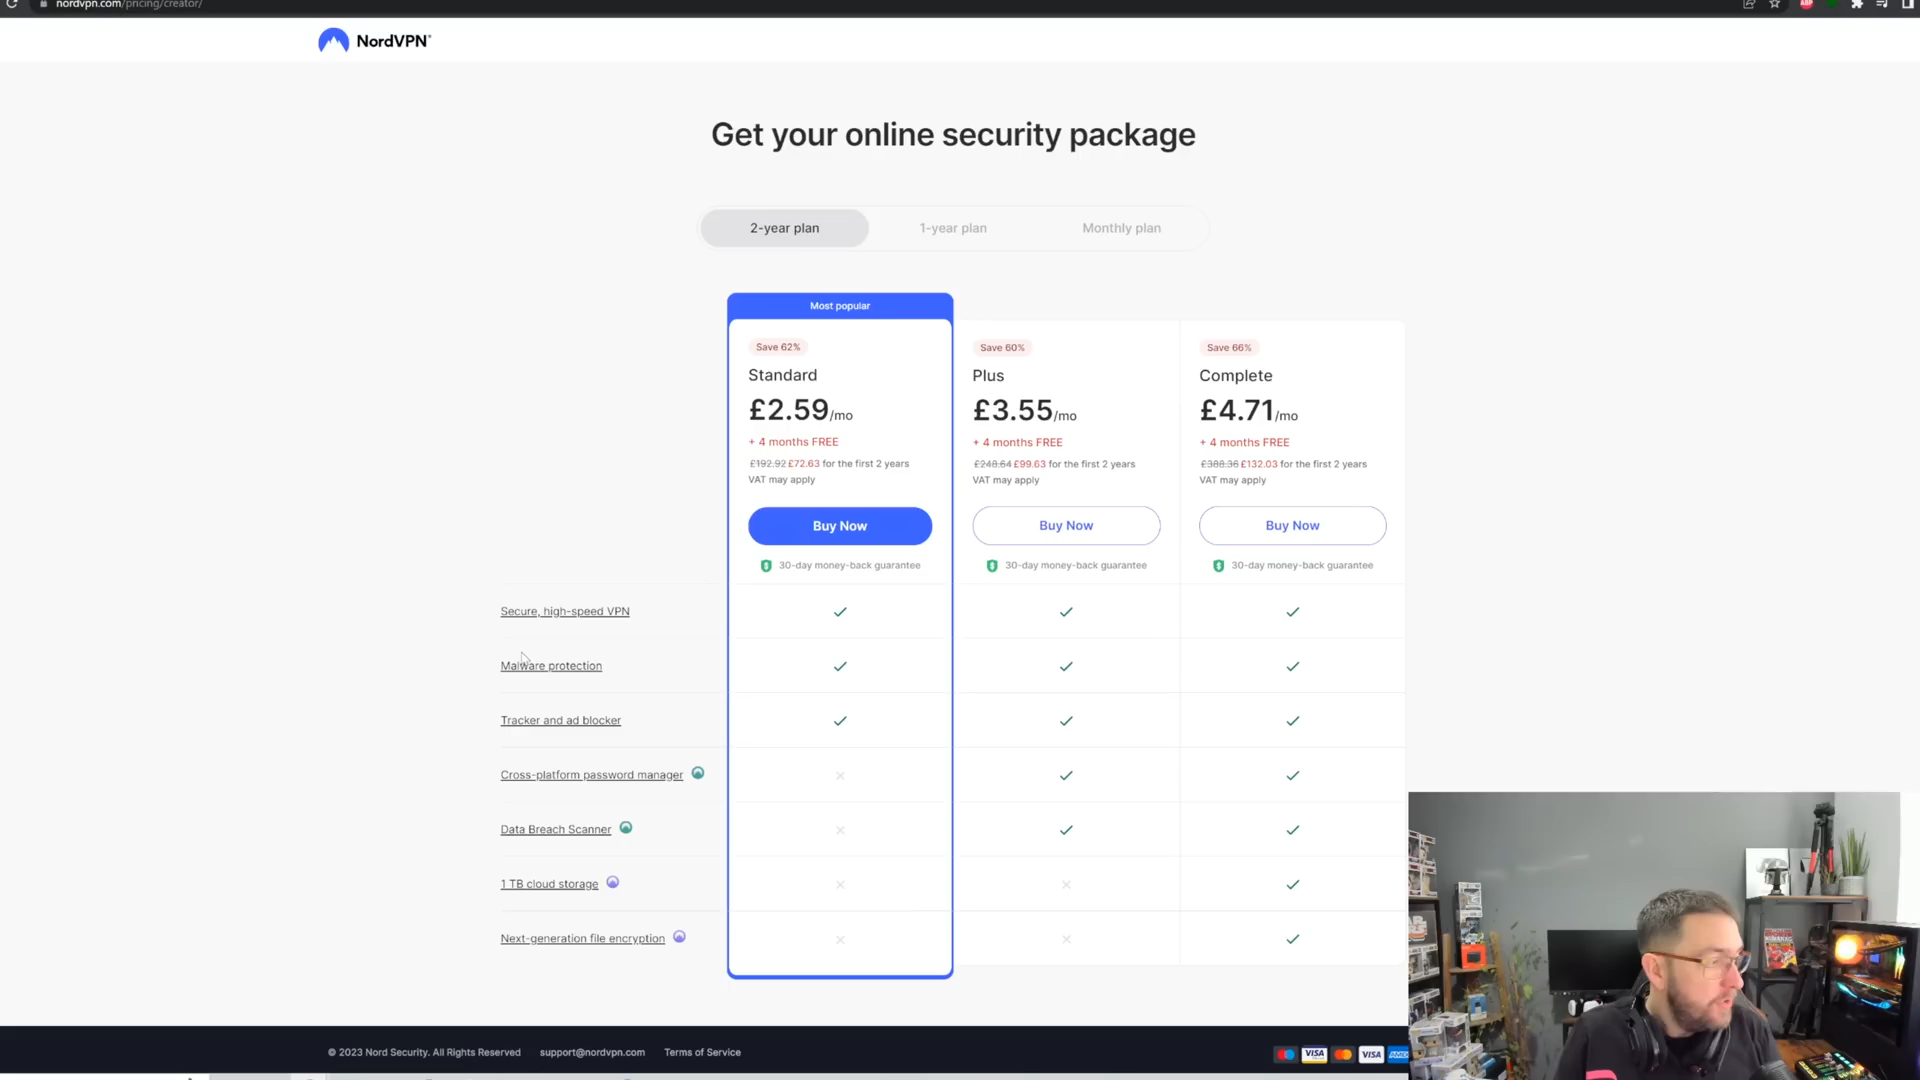 nordvpn.com/pricing/creator/
ABP
NordVPN®
Get your online security package
2-year plan
1-year plan
Monthly plan
Most popular
Save 62%
Standard
£2.59/mo
+ 4 months FREE
£192.92 £72.63 for the first 2 years
VAT may apply
Buy Now
30-day money-back guarantee
Save 60%
Plus
£3.55/mo
+ 4 months FREE
£248.64 £99.63 for the first 2 years
VAT may apply
Buy Now
30-day money-back guarantee
Save 66%
Complete
£4.71/mo
+ 4 months FREE
£388.36 £132.03 for the first 2 years
VAT may apply
Buy Now
30-day money-back guarantee
Secure, high-speed VPN
Malware protection
Tracker and ad blocker
Cross-platform password manager
Data Breach Scanner
1 TB cloud storage
Next-generation file encryption
© 2023 Nord Security. All Rights Reserved
support@nordvpn.com
Terms of Service
VISA
VISA